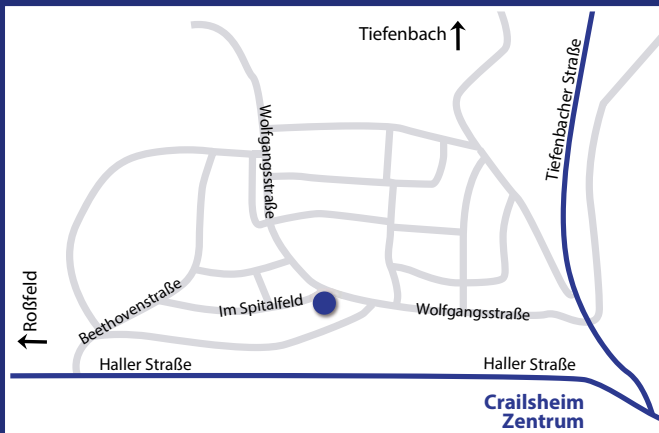 Tiefenbach
Tiefenbacher Straße
Wolfgangsstraße
Roßfeld
Beethovenstraße
Im Spitalfeld
Wolfgangsstraße
Haller Straße
Haller Straße
Crailsheim
Zentrum